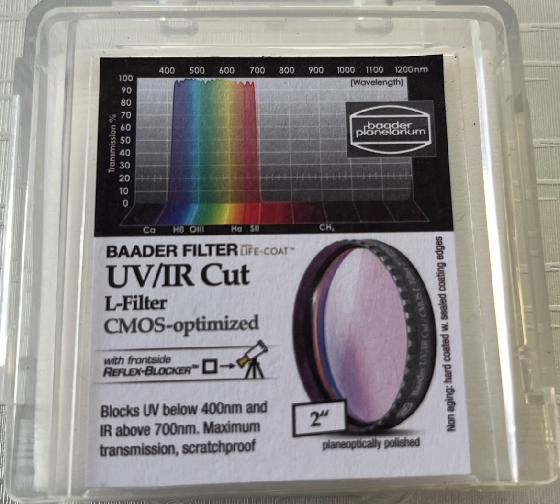 400 500 600 700 800 900 1000 1100 1200nm
(Wavelength)
100
90
80
70
60
50
40
30
20
10
0
Transmission %
baader
planetarium
Ca Hß OIII Hα SII CH₄
BAADER FILTER LIFE-COAT™
UV/IR Cut
L-Filter
CMOS-optimized
with frontside
REFLEX-BLOCKER™
Blocks UV below 400nm and
IR above 700nm. Maximum
transmission, scratchproof
2"
planeoptically polished
Non aging: hard coated w. sealed coating edges